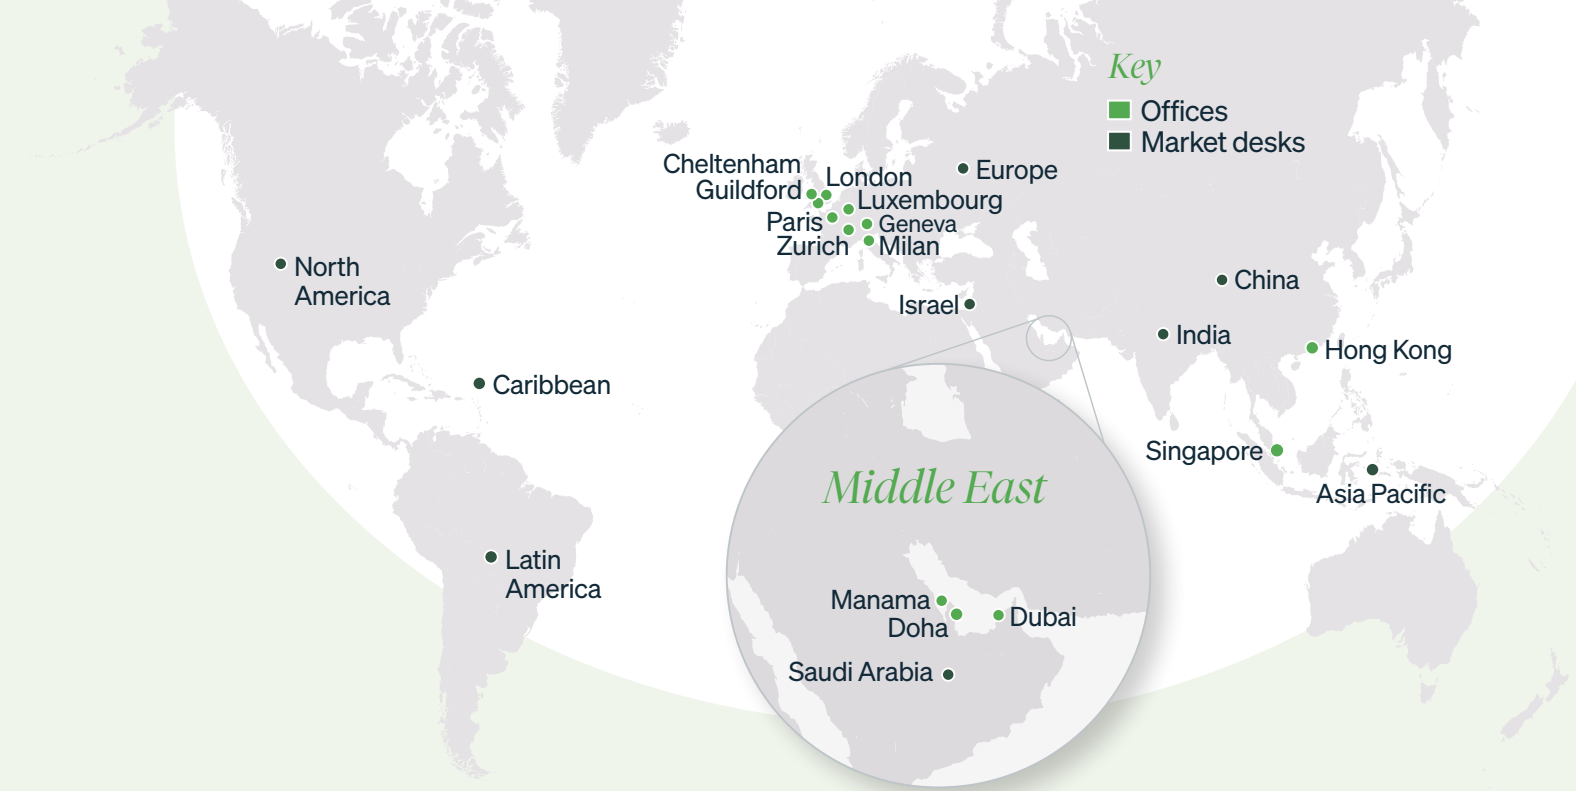 Key
Offices
Market desks
Cheltenham
Guildford
London
Luxembourg
Paris
Geneva
Zurich
Milan
Europe
North
America
Israel
China
India
Hong Kong
Caribbean
Singapore
Asia Pacific
Latin
America
Middle East
Manama
Doha
Dubai
Saudi Arabia